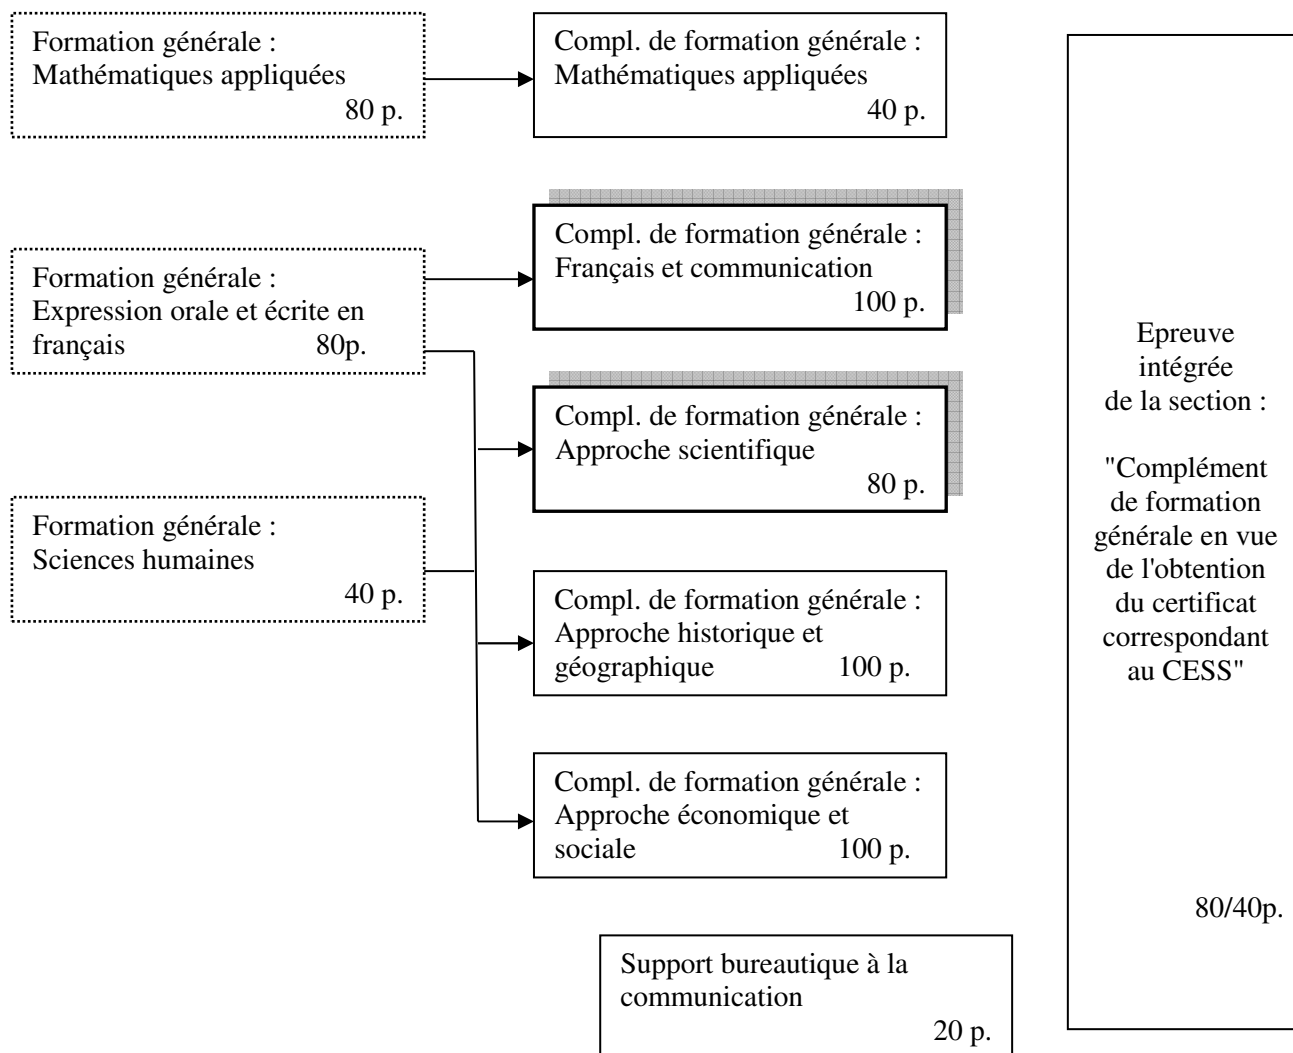 Formation générale :
Mathématiques appliquées
80 p.
Compl. de formation générale :
Mathématiques appliquées
40 p.
Formation générale :
Expression orale et écrite en
français 80p.
Compl. de formation générale :
Français et communication
100 p.
Compl. de formation générale :
Approche scientifique
80 p.
Formation générale :
Sciences humaines
40 p.
Compl. de formation générale :
Approche historique et
géographique 100 p.
Compl. de formation générale :
Approche économique et
sociale 100 p.
Support bureautique à la
communication
20 p.
Epreuve
intégrée
de la section :
"Complément
de formation
générale en vue
de l'obtention
du certificat
correspondant
au CESS"
80/40p.